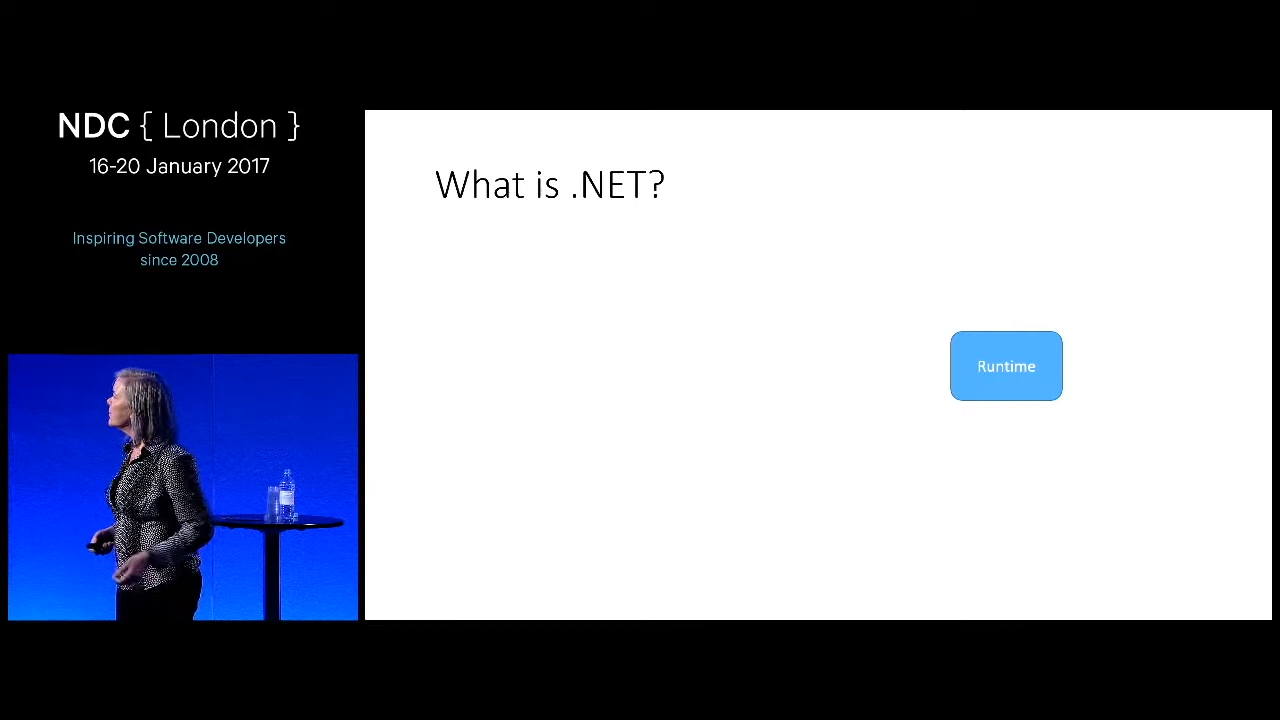 NDC { London }
16-20 January 2017
Inspiring Software Developers
since 2008
What is .NET?
Runtime